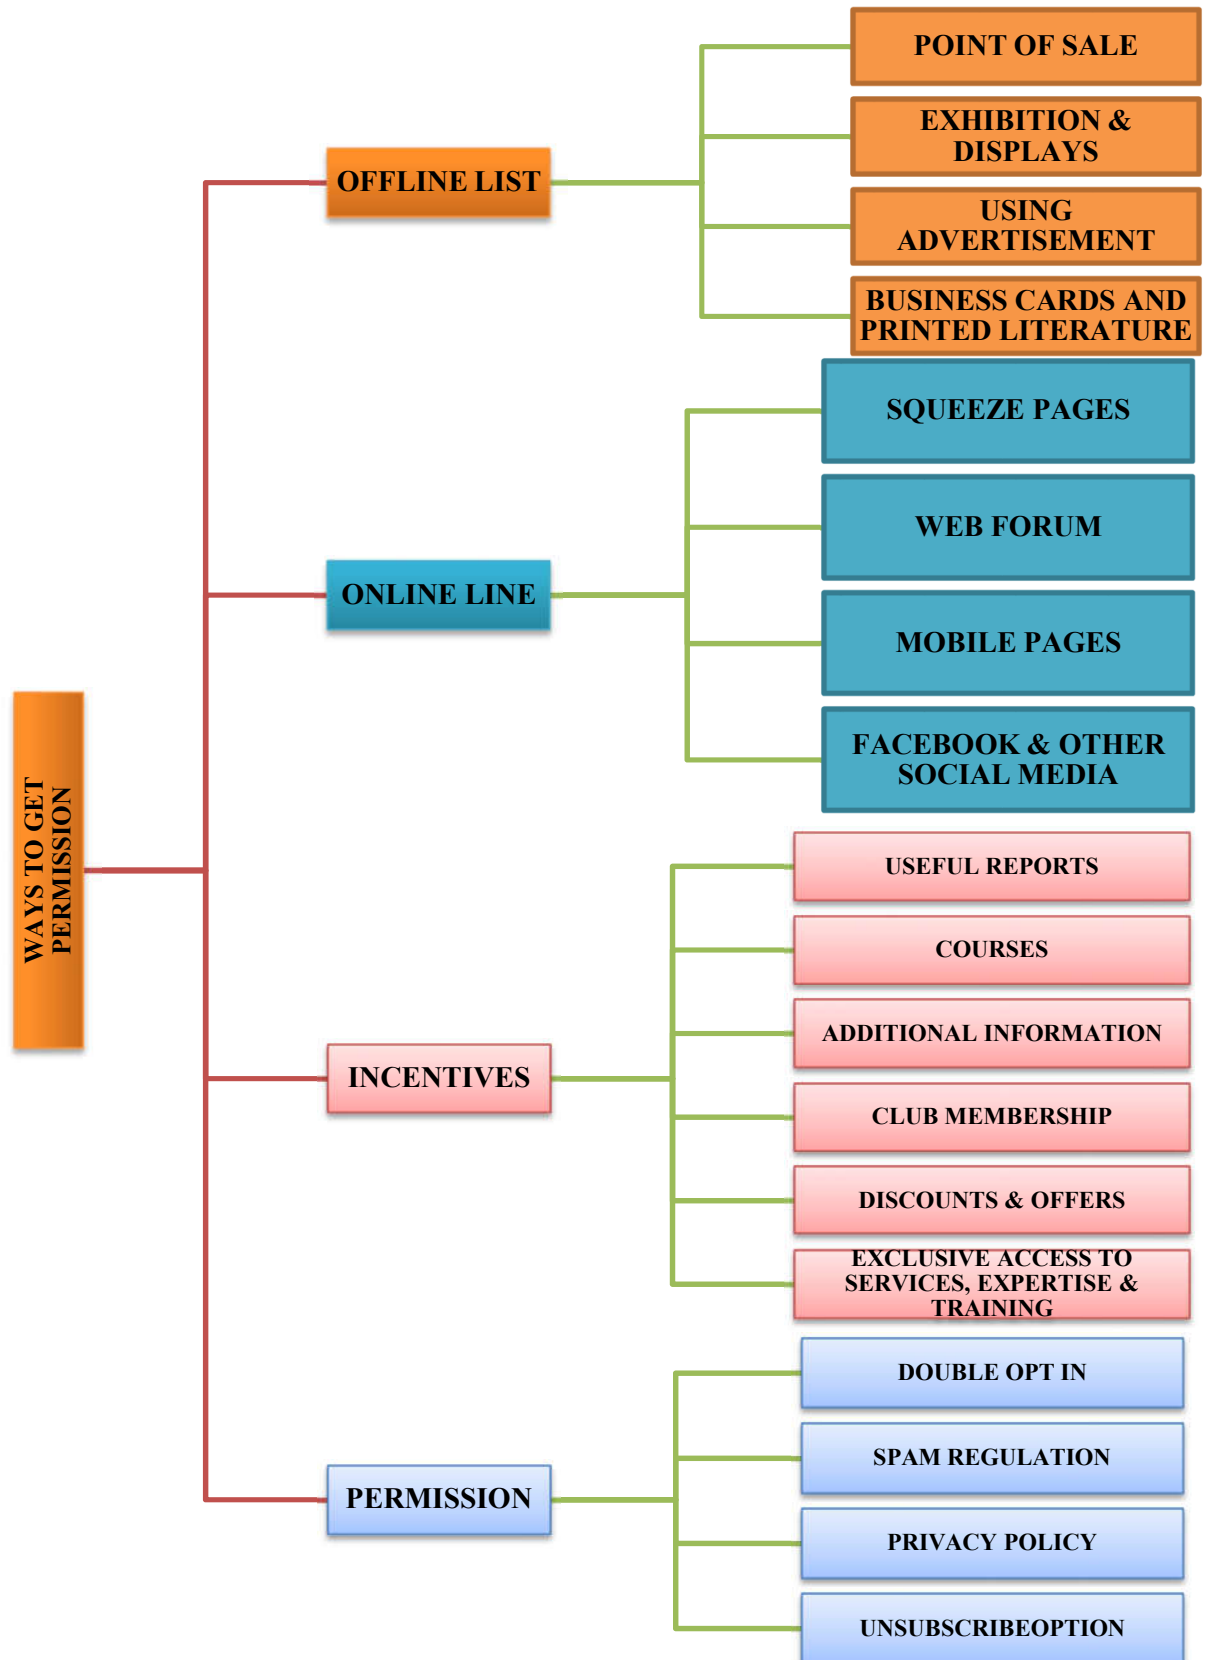 WAYS TO GET
PERMISSION
OFFLINE LIST
POINT OF SALE
EXHIBITION &
DISPLAYS
USING
ADVERTISEMENT
BUSINESS CARDS AND
PRINTED LITERATURE
ONLINE LINE
SQUEEZE PAGES
WEB FORUM
MOBILE PAGES
FACEBOOK & OTHER
SOCIAL MEDIA
INCENTIVES
USEFUL REPORTS
COURSES
ADDITIONAL INFORMATION
CLUB MEMBERSHIP
DISCOUNTS & OFFERS
EXCLUSIVE ACCESS TO
SERVICES, EXPERTISE &
TRAINING
PERMISSION
DOUBLE OPT IN
SPAM REGULATION
PRIVACY POLICY
UNSUBSCRIBEOPTION